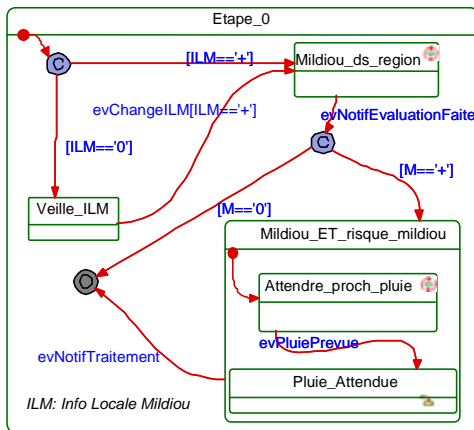 Etape_0
C
[ILM=='+']
Mildiou_ds_region
evChangeILM[ILM=='+']
evNotifEvaluationFaite
C
[ILM=='0']
[M=='+']
Veille_ILM
[M=='0']
Mildiou_ET_risque_mildiou
Attendre_proch_pluie
evPluiePrevue
evNotifTraitement
Pluie_Attendue
ILM: Info Locale Mildiou